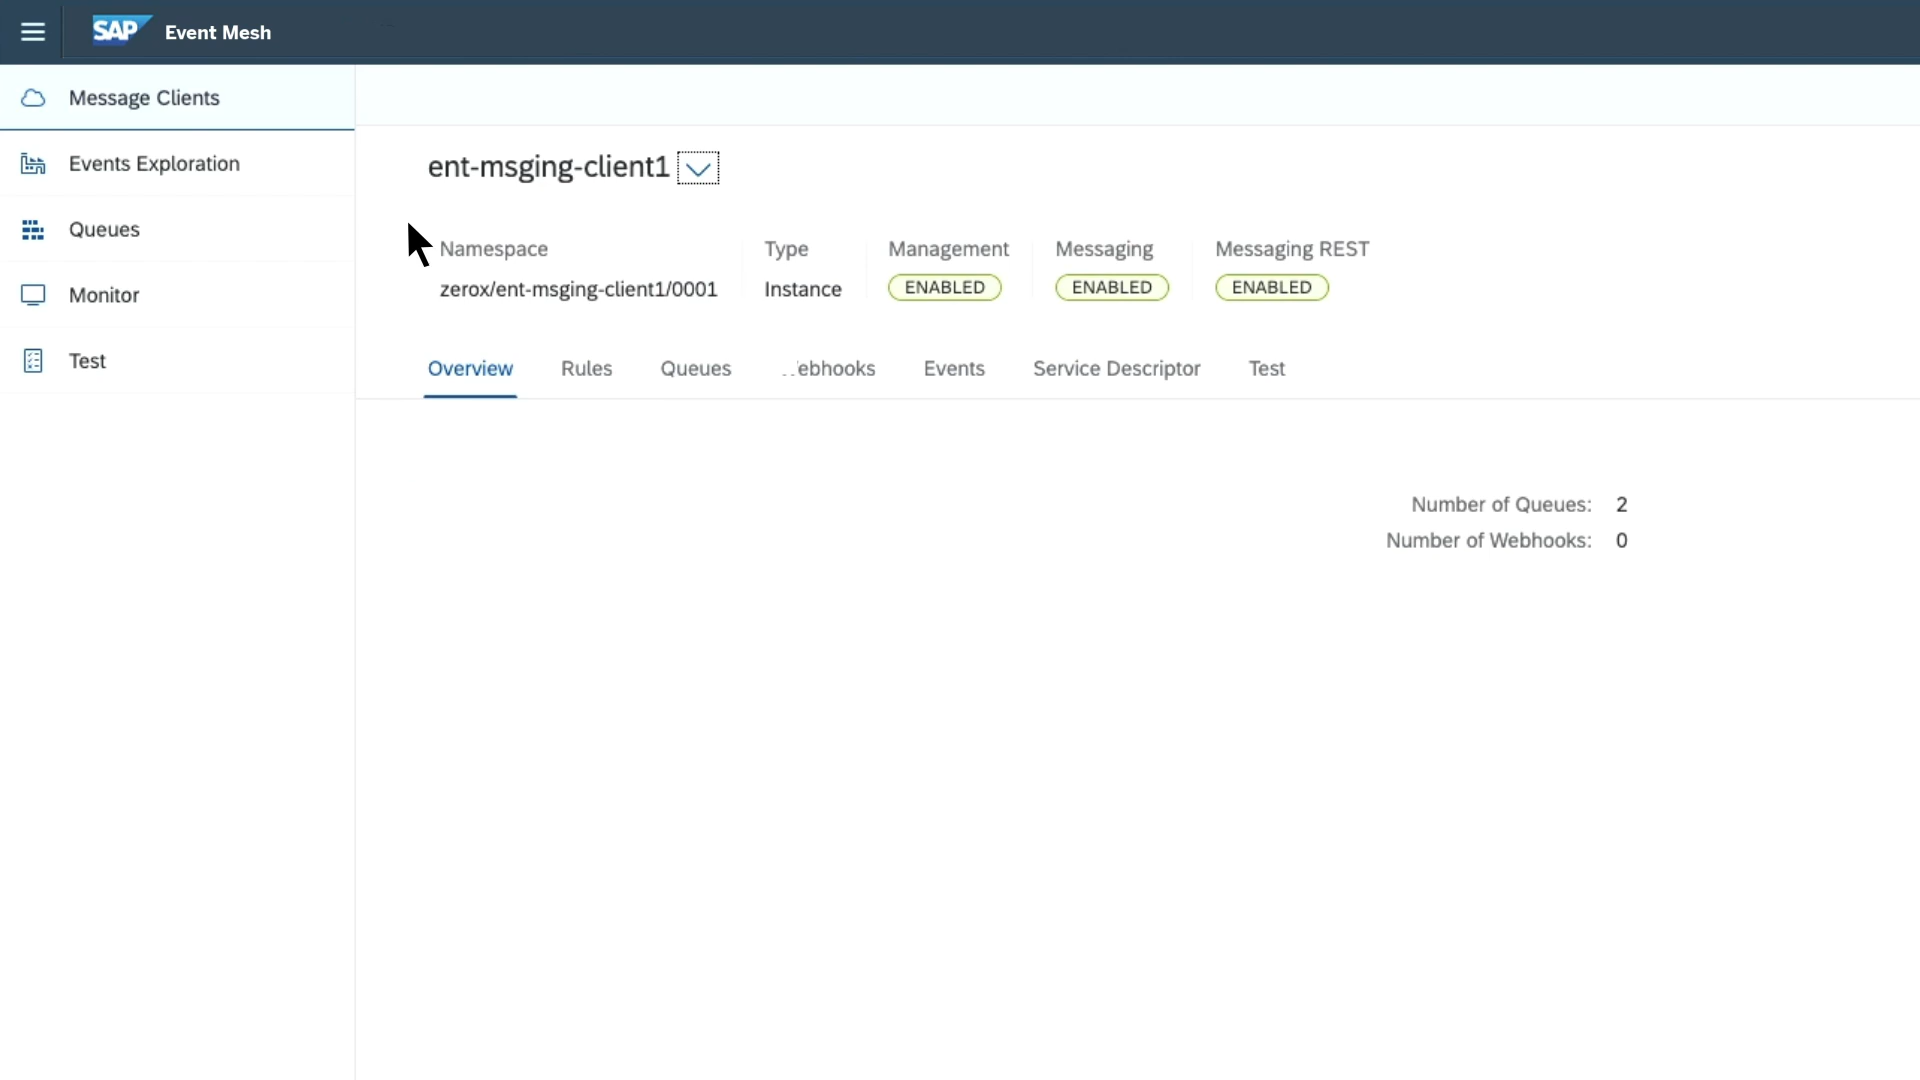 SAP Event Mesh
Message Clients
Events Exploration
Queues
Monitor
Test
ent-msging-client1
Namespace Type Management Messaging Messaging REST
zerox/ent-msging-client1/0001 Instance ENABLED ENABLED ENABLED
Overview Rules Queues ebhooks Events Service Descriptor Test
Number of Queues: 2
Number of Webhooks: 0